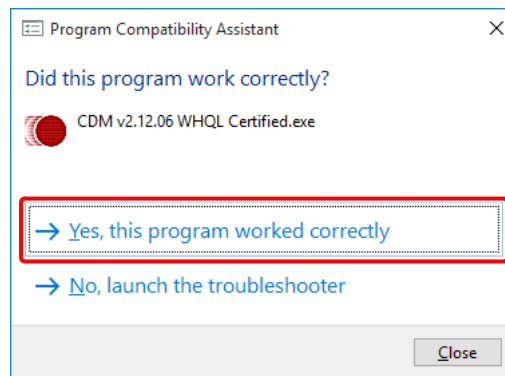 Program Compatibility Assistant
Did this program work correctly?
CDM v2.12.06 WHQL Certified.exe
Yes, this program worked correctly
No, launch the troubleshooter
Close